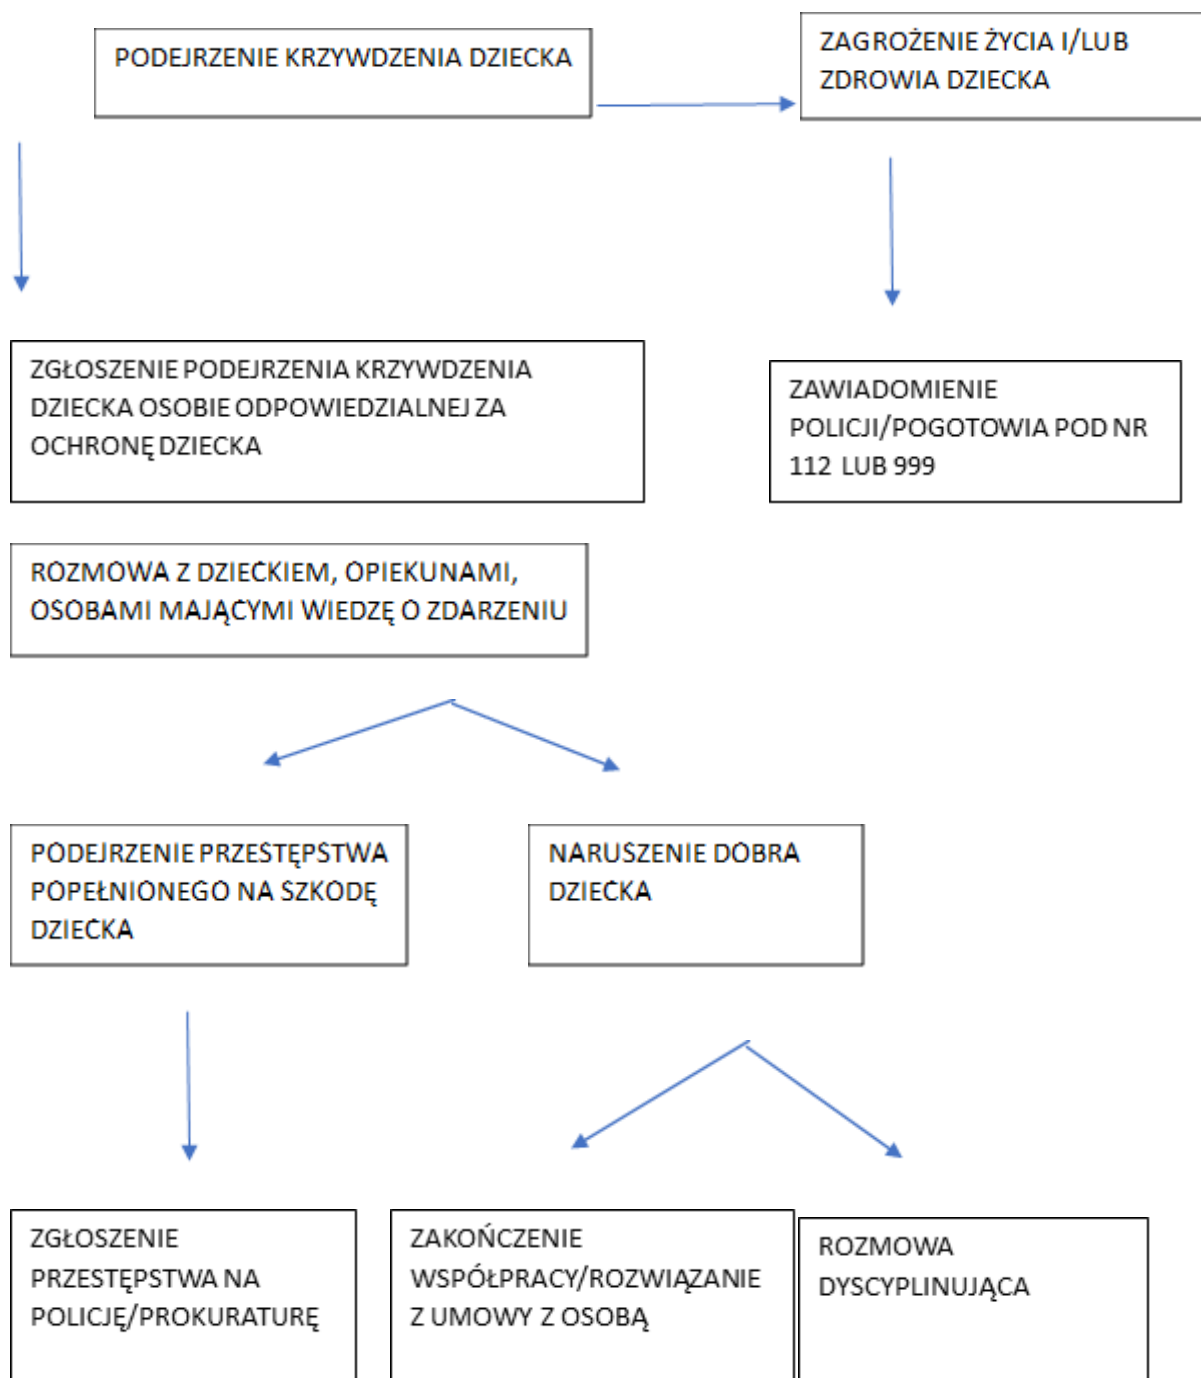 PODEJRZENIE KRZYWDZENIA DZIECKA
ZAGROŻENIE ŻYCIA I/LUB
ZDROWIA DZIECKA
ZGŁOSZENIE PODEJRZENIA KRZYWDZENIA
DZIECKA OSOBIE ODPOWIEDZIALNEJ ZA
OCHRONĘ DZIECKA
ZAWIADOMIENIE
POLICJI/POGOTOWIA POD NR
112 LUB 999
ROZMOWA Z DZIECKIEM, OPIEKUNAMI,
OSOBAMI MAJĄCYMI WIEDZĘ O ZDARZENIU
PODEJRZENIE PRZESTĘPSTWA
POPEŁNIONEGO NA SZKODĘ
DZIECKA
NARUSZENIE DOBRA
DZIECKA
ZGŁOSZENIE
PRZESTĘPSTWA NA
POLICJĘ/PROKURATURĘ
ZAKOŃCZENIE
WSPÓŁPRACY/ROZWIĄZANIE
Z UMOWY Z OSOBĄ
ROZMOWA
DYSCYPLINUJĄCA